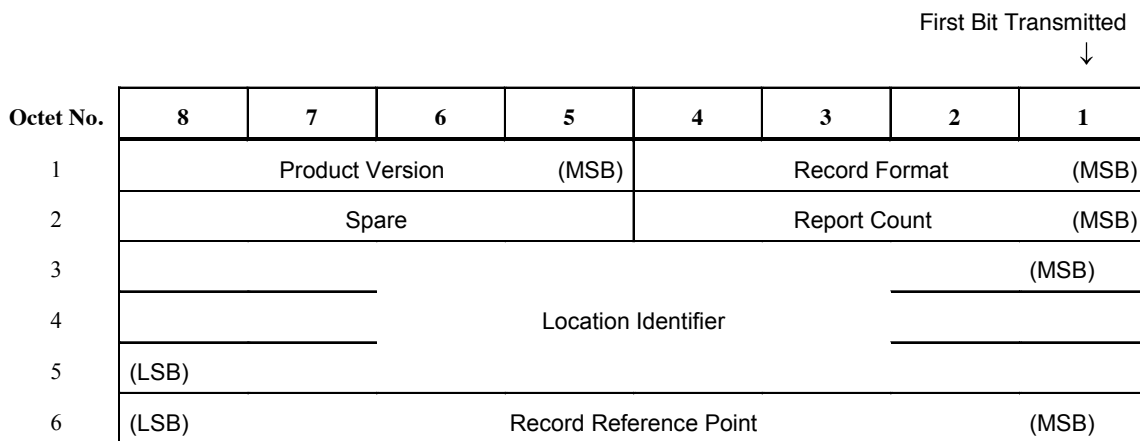 First Bit Transmitted
↓
Octet No. 8 7 6 5 4 3 2 1
1 Product Version (MSB) Record Format (MSB)
2 Spare Report Count (MSB)
3 (MSB)
4 Location Identifier
5 (LSB)
6 (LSB) Record Reference Point (MSB)